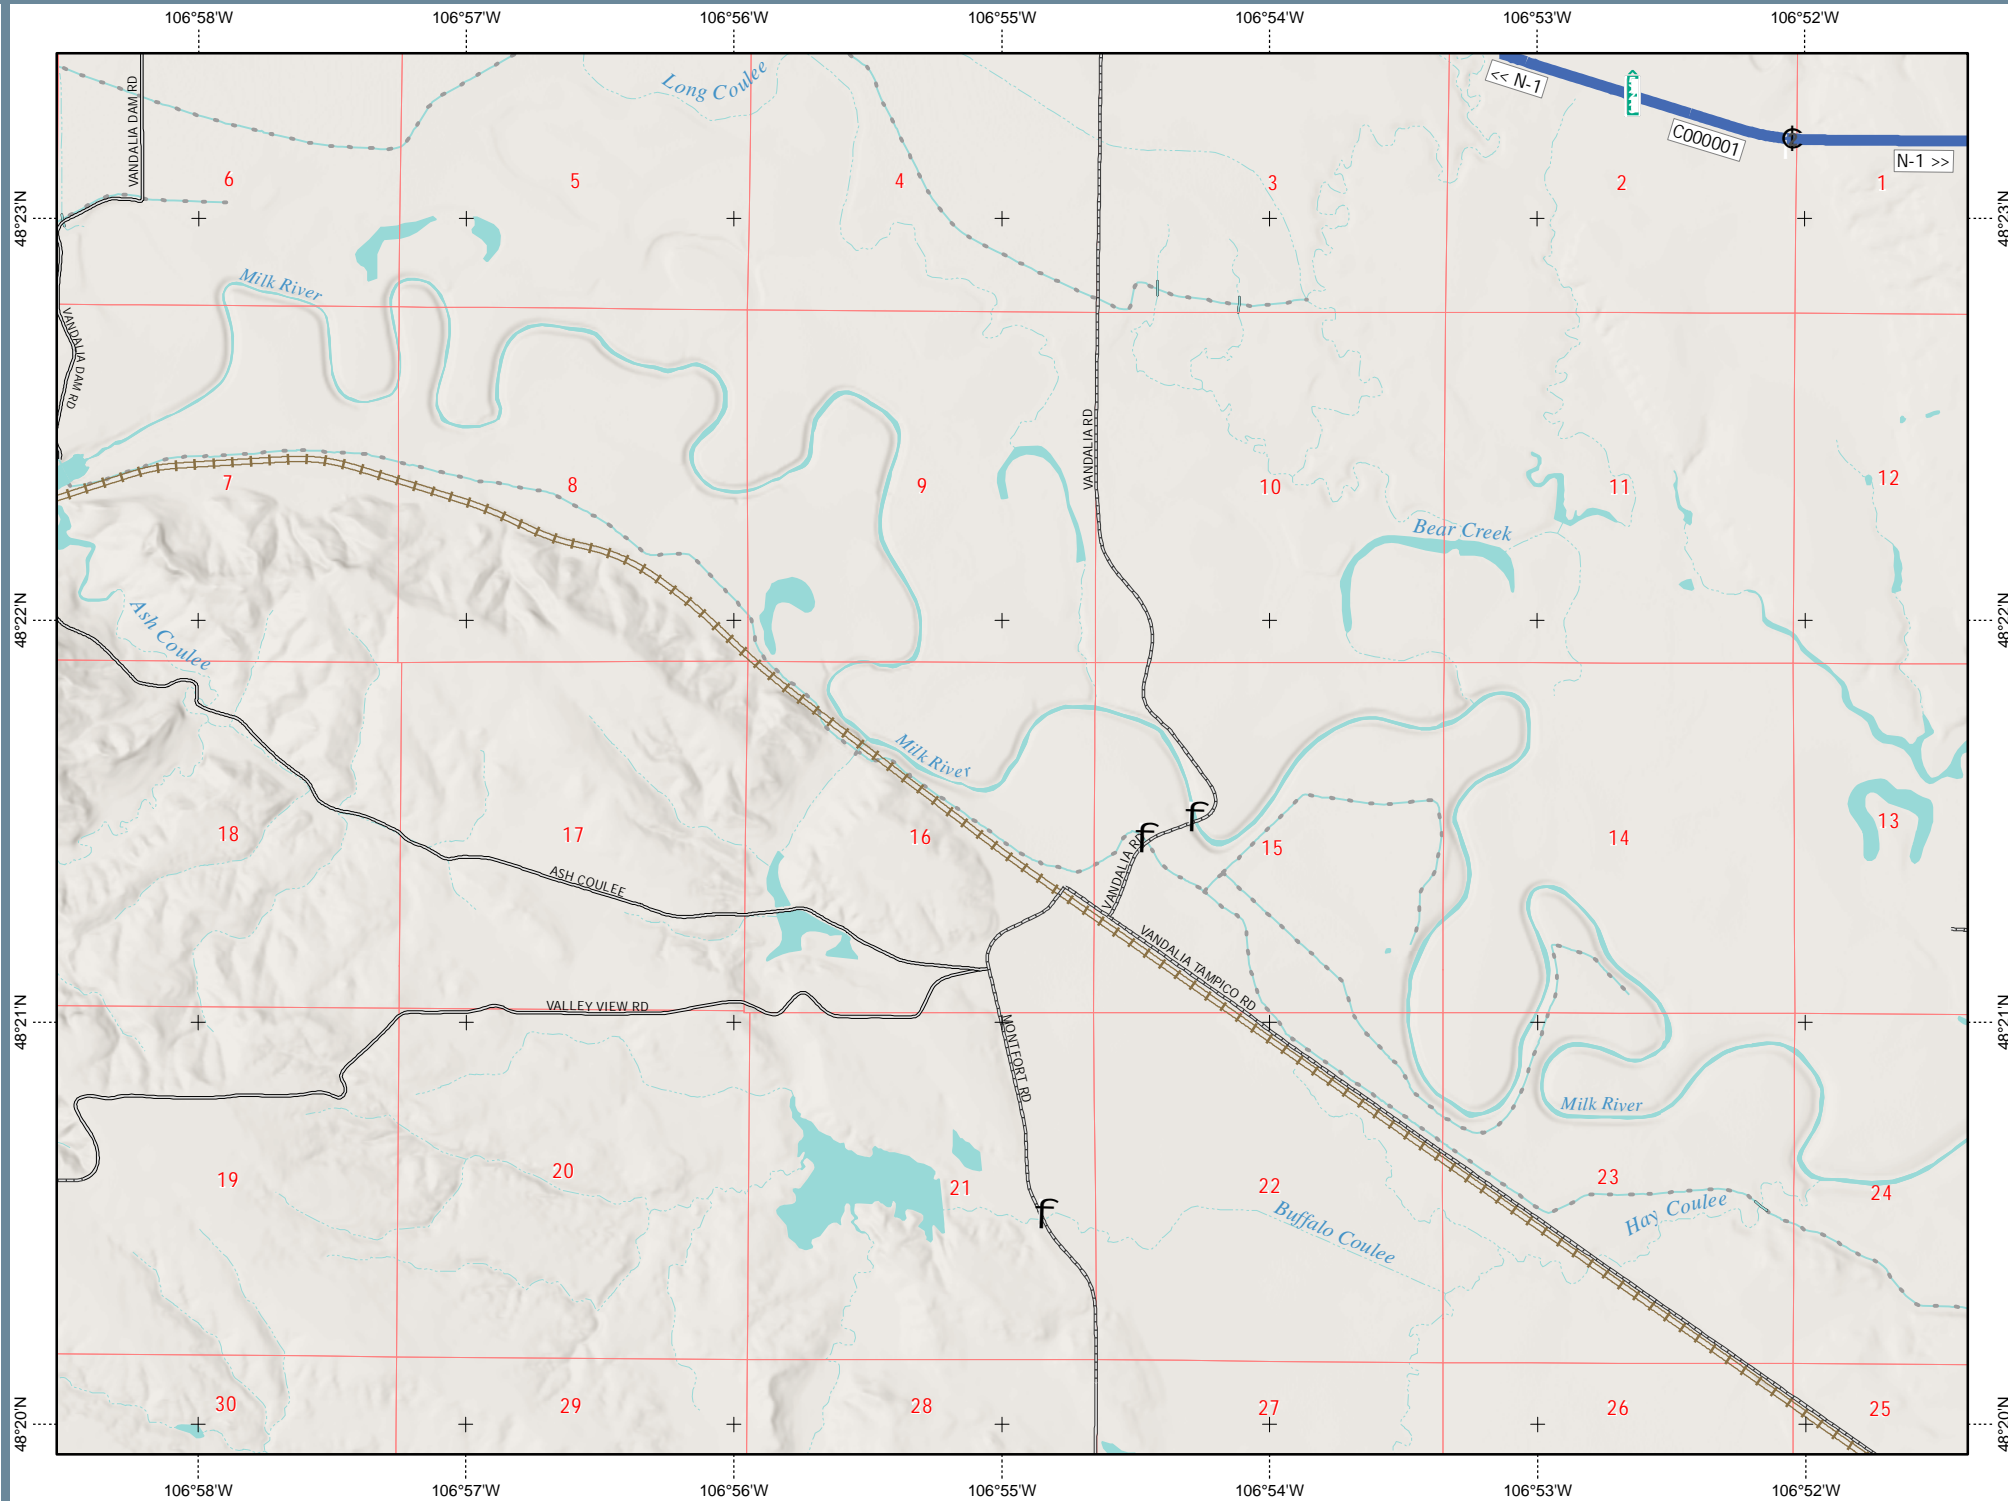 106°58'W 106°57'W 106°56'W 106°55'W 106°54'W 106°53'W 106°52'W
Long Coulee
VANDALIA DAM RD
<< N-1
C000001
N-1 >>
6 5 4 3 2 1
48°23'N 48°23'N
Milk River
VANDALIA DAM RD
VANDALIA RD
7 8 9 10 11 12
Bear Creek
48°22'N 48°22'N
Ash Coulee
Milk River
18 17 16 15 14 13
VANDALIA RD
ASH COULEE
VANDALIA TAMPICO RD
VALLEY VIEW RD
48°21'N 48°21'N
MONTFORT RD
Milk River
19 20 21 22 23 24
Buffalo Coulee
Hay Coulee
30 29 28 27 26 25
48°20'N 48°20'N
106°58'W 106°57'W 106°56'W 106°55'W 106°54'W 106°53'W 106°52'W